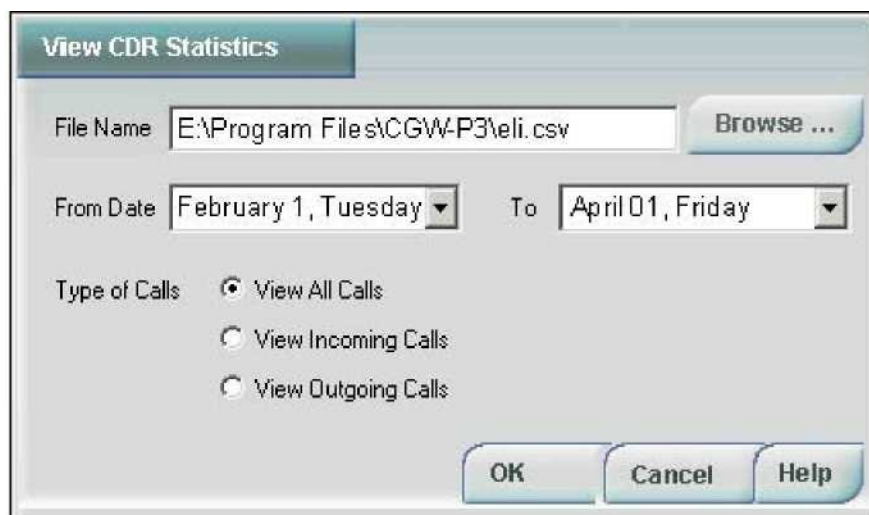 View CDR Statistics
File Name E:\Program Files\CGW-P3\eli.csv Browse ...
From Date February 1, Tuesday To April 01, Friday
Type of Calls View All Calls
View Incoming Calls
View Outgoing Calls
OK Cancel Help